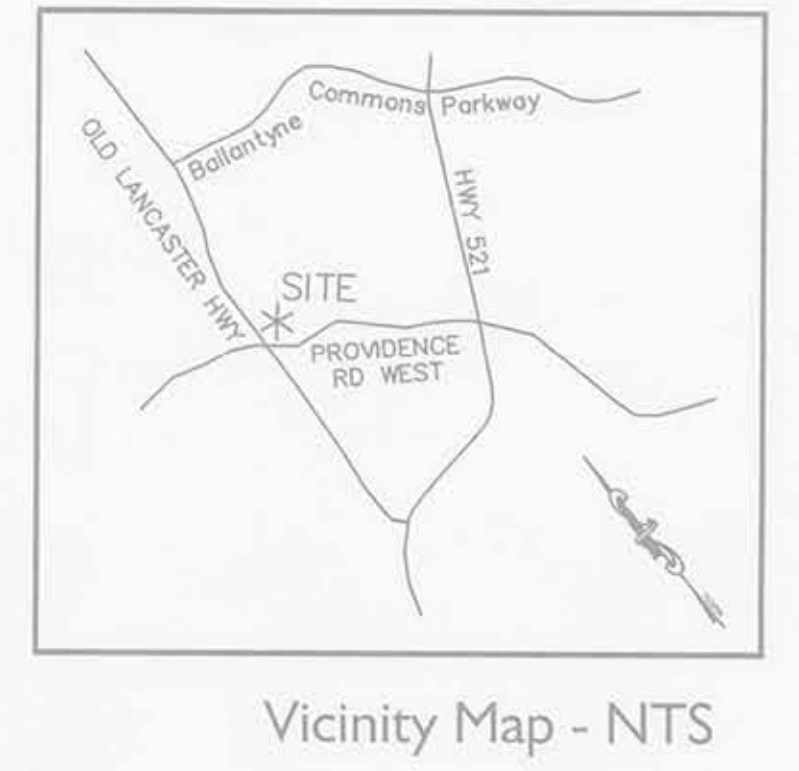 Ballantyne Commons Parkway
OLD LANCASTER HWY
HWY 521
SITE
PROVIDENCE
RD WEST
Vicinity Map - NTS